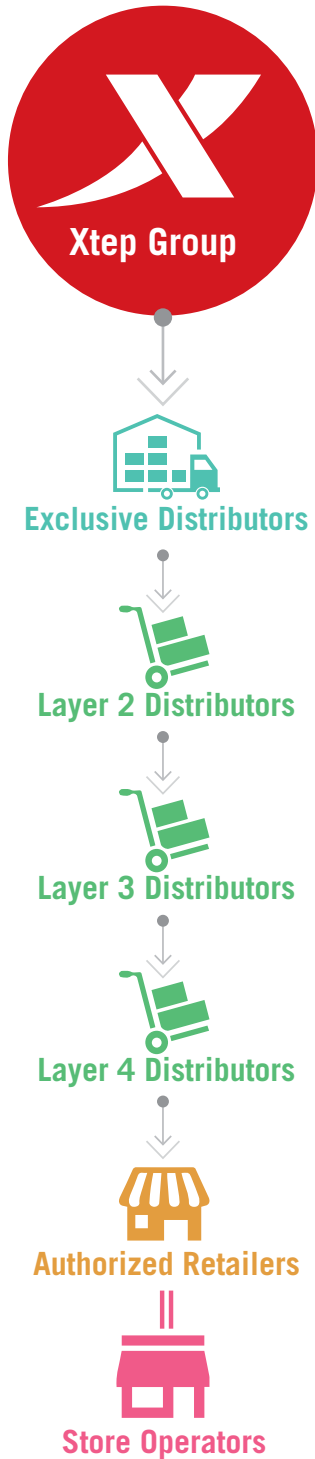 Xtep Group
Exclusive Distributors
Layer 2 Distributors
Layer 3 Distributors
Layer 4 Distributors
Authorized Retailers
Store Operators